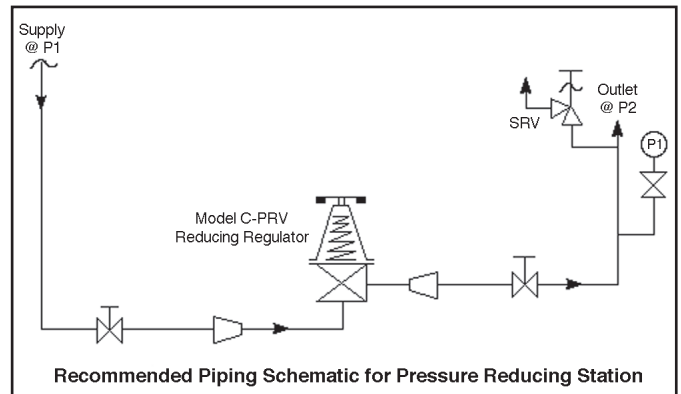 Supply
@ P1
Outlet
@ P2
SRV
P1
Model C-PRV
Reducing Regulator
Recommended Piping Schematic for Pressure Reducing Station